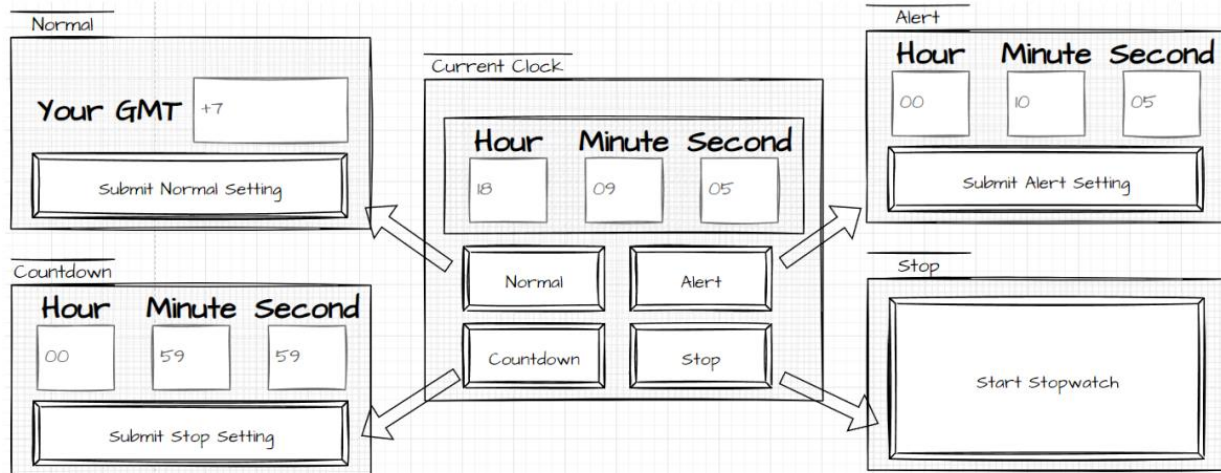 Normal
Your GMT +7
Submit Normal Setting
Countdown
Hour Minute Second
00 59 59
Submit Stop Setting
Current Clock
Hour Minute Second
18 09 05
Normal Alert
Countdown Stop
Alert
Hour Minute Second
00 10 05
Submit Alert Setting
Stop
Start Stopwatch